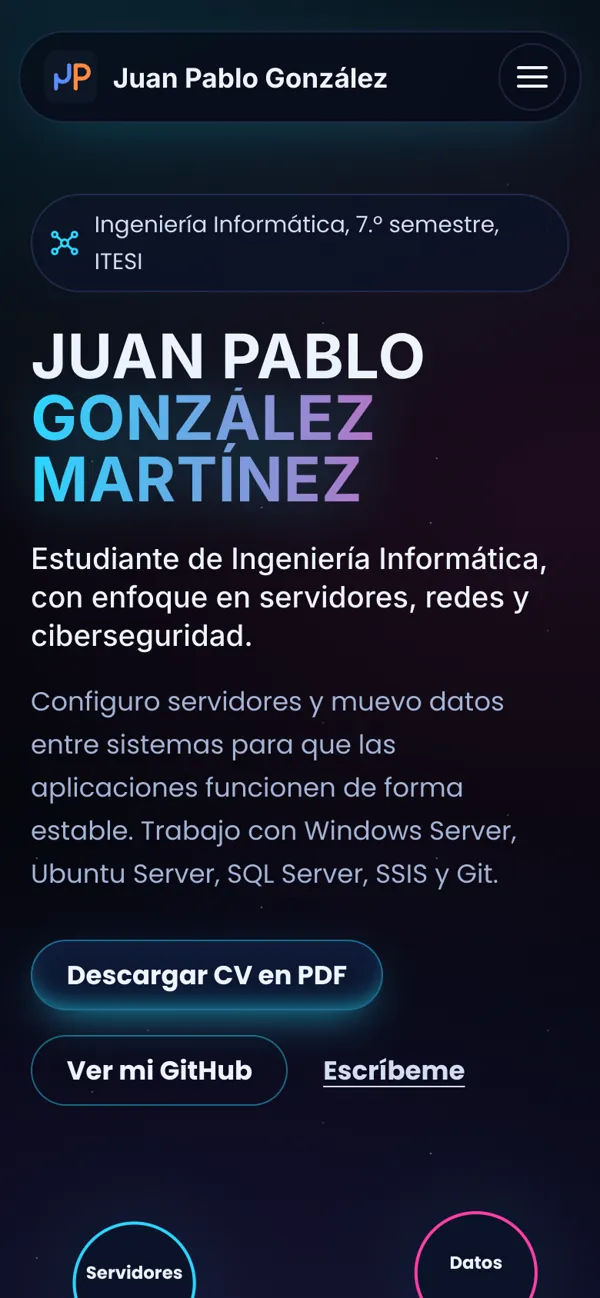 JP Juan Pablo González
Ingeniería Informática, 7.º semestre,
ITESI
JUAN PABLO
GONZÁLEZ
MARTÍNEZ
Estudiante de Ingeniería Informática,
con enfoque en servidores, redes y
ciberseguridad.
Configuro servidores y muevo datos
entre sistemas para que las
aplicaciones funcionen de forma
estable. Trabajo con Windows Server,
Ubuntu Server, SQL Server, SSIS y Git.
Descargar CV en PDF
Ver mi GitHub Escríbeme
Servidores Datos